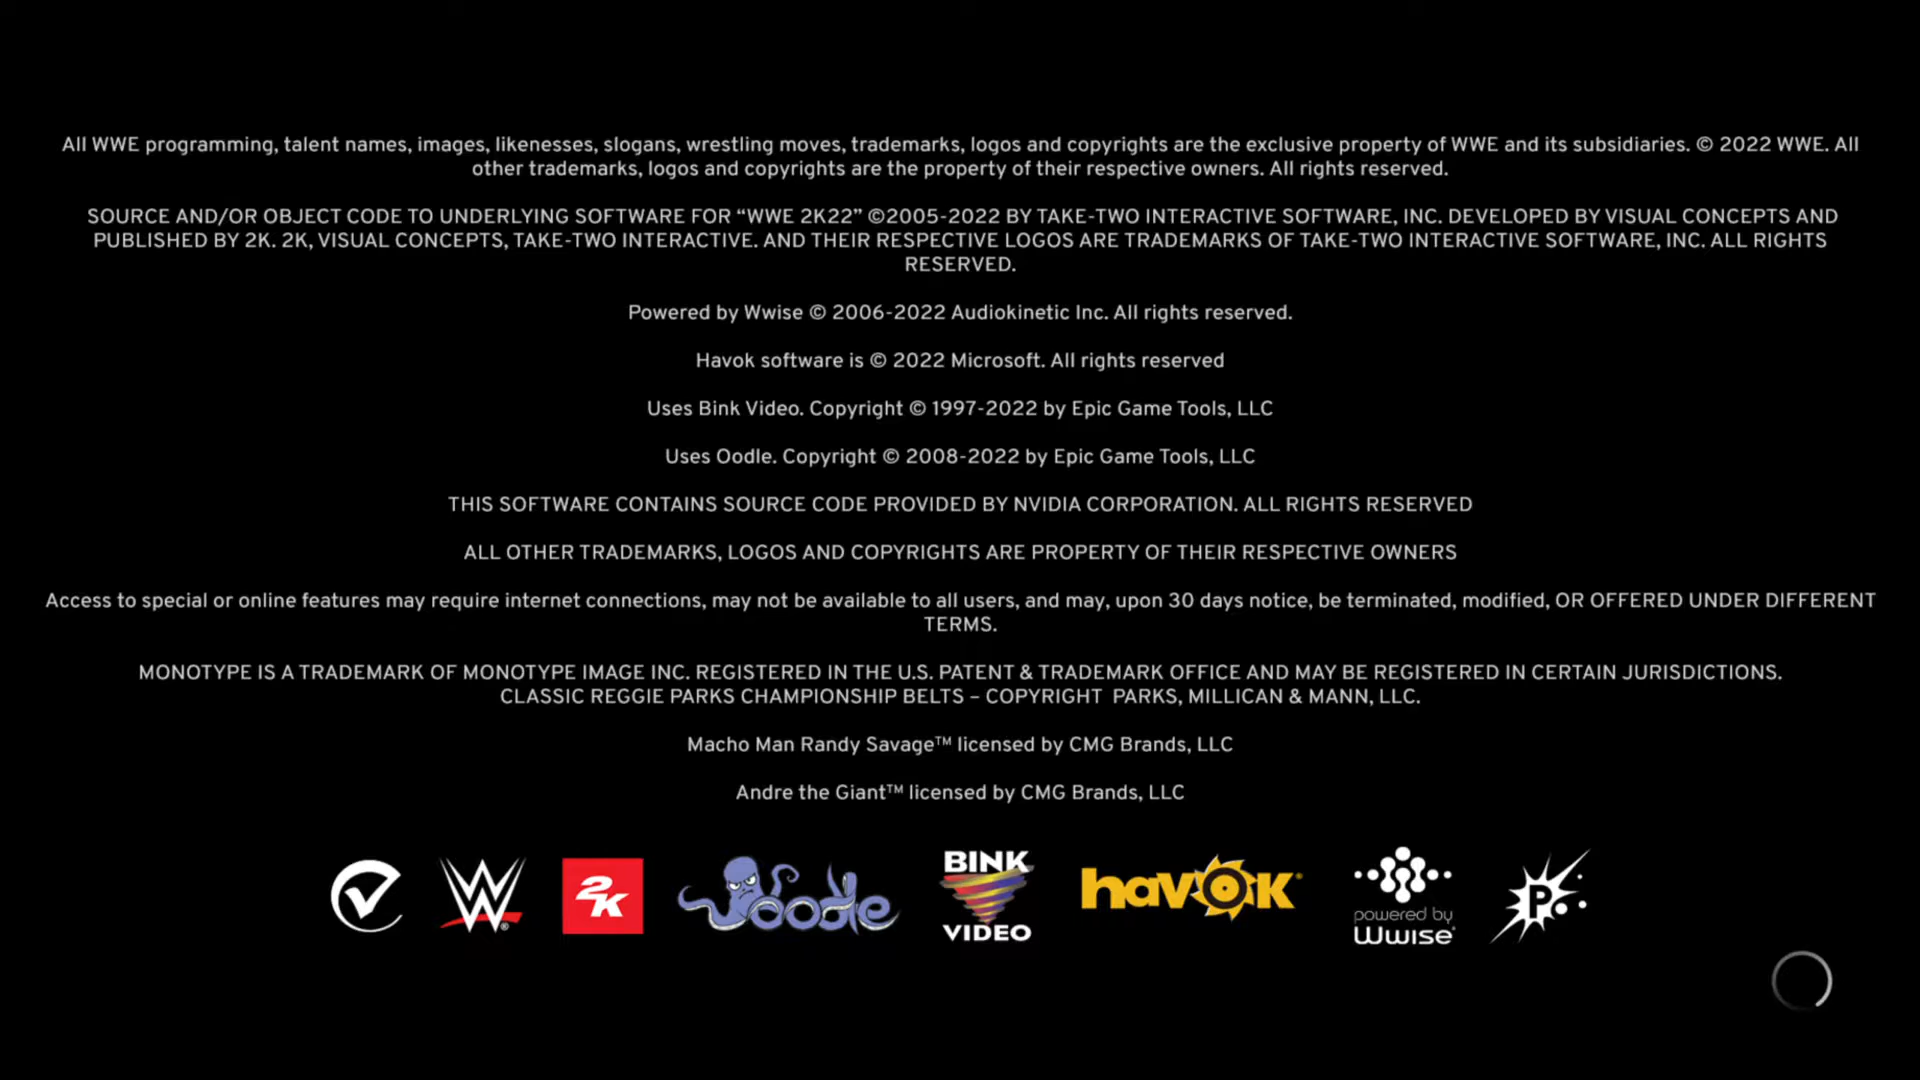 All WWE programming, talent names, images, likenesses, slogans, wrestling moves, trademarks, logos and copyrights are the exclusive property of WWE and its subsidiaries. © 2022 WWE. All
other trademarks, logos and copyrights are the property of their respective owners. All rights reserved.
SOURCE AND/OR OBJECT CODE TO UNDERLYING SOFTWARE FOR “WWE 2K22” ©2005-2022 BY TAKE-TWO INTERACTIVE SOFTWARE, INC. DEVELOPED BY VISUAL CONCEPTS AND
PUBLISHED BY 2K. 2K, VISUAL CONCEPTS, TAKE-TWO INTERACTIVE. AND THEIR RESPECTIVE LOGOS ARE TRADEMARKS OF TAKE-TWO INTERACTIVE SOFTWARE, INC. ALL RIGHTS
RESERVED.
Powered by Wwise © 2006-2022 Audiokinetic Inc. All rights reserved.
Havok software is © 2022 Microsoft. All rights reserved
Uses Bink Video. Copyright © 1997-2022 by Epic Game Tools, LLC
Uses Oodle. Copyright © 2008-2022 by Epic Game Tools, LLC
THIS SOFTWARE CONTAINS SOURCE CODE PROVIDED BY NVIDIA CORPORATION. ALL RIGHTS RESERVED
ALL OTHER TRADEMARKS, LOGOS AND COPYRIGHTS ARE PROPERTY OF THEIR RESPECTIVE OWNERS
Access to special or online features may require internet connections, may not be available to all users, and may, upon 30 days notice, be terminated, modified, OR OFFERED UNDER DIFFERENT
TERMS.
MONOTYPE IS A TRADEMARK OF MONOTYPE IMAGE INC. REGISTERED IN THE U.S. PATENT & TRADEMARK OFFICE AND MAY BE REGISTERED IN CERTAIN JURISDICTIONS.
CLASSIC REGGIE PARKS CHAMPIONSHIP BELTS – COPYRIGHT PARKS, MILLICAN & MANN, LLC.
Macho Man Randy Savage™ licensed by CMG Brands, LLC
Andre the Giant™ licensed by CMG Brands, LLC
W
2K
oodle
BINK
VIDEO
havok
powered by
Wwise
P